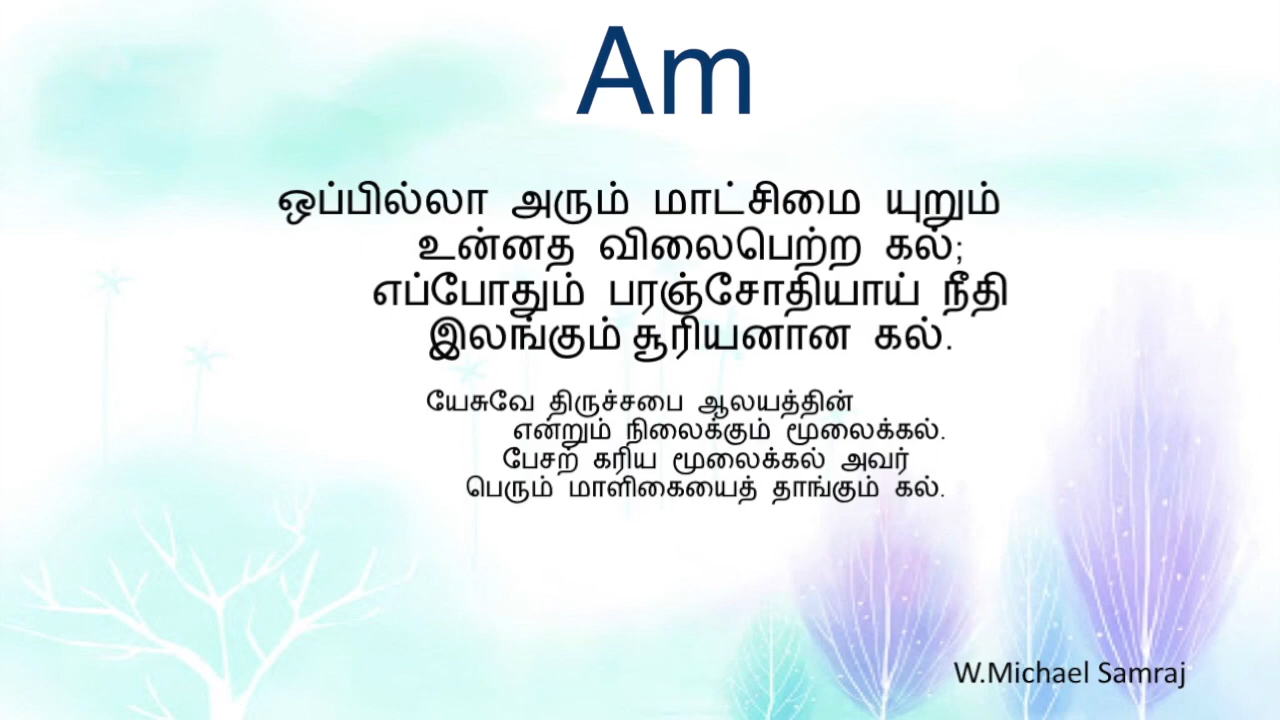 Am
ஒப்பில்லா அரும் மாட்சிமை யுறும்
உன்னத விலைபெற்ற கல்;
எப்போதும் பரஞ்சோதியாய் நீதி
இலங்கும் சூரியனான கல்.
யேசுவே திருச்சபை ஆலயத்தின்
என்றும் நிலைக்கும் மூலைக்கல்.
பேசற் கரிய மூலைக்கல் அவர்
பெரும் மாளிகையைத் தாங்கும் கல்.
W.Michael Samraj